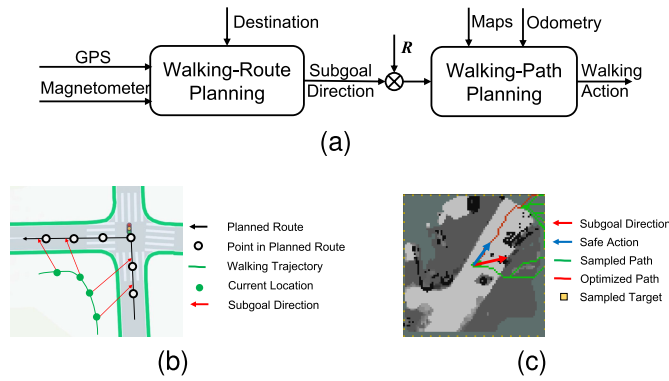 Destination
Maps
Odometry
GPS
Magnetometer
Walking-Route
Planning
Subgoal
Direction
R
Walking-Path
Planning
Walking
Action
(a)
Planned Route
Point in Planned Route
Walking Trajectory
Current Location
Subgoal Direction
(b)
Subgoal Direction
Safe Action
Sampled Path
Optimized Path
Sampled Target
(c)